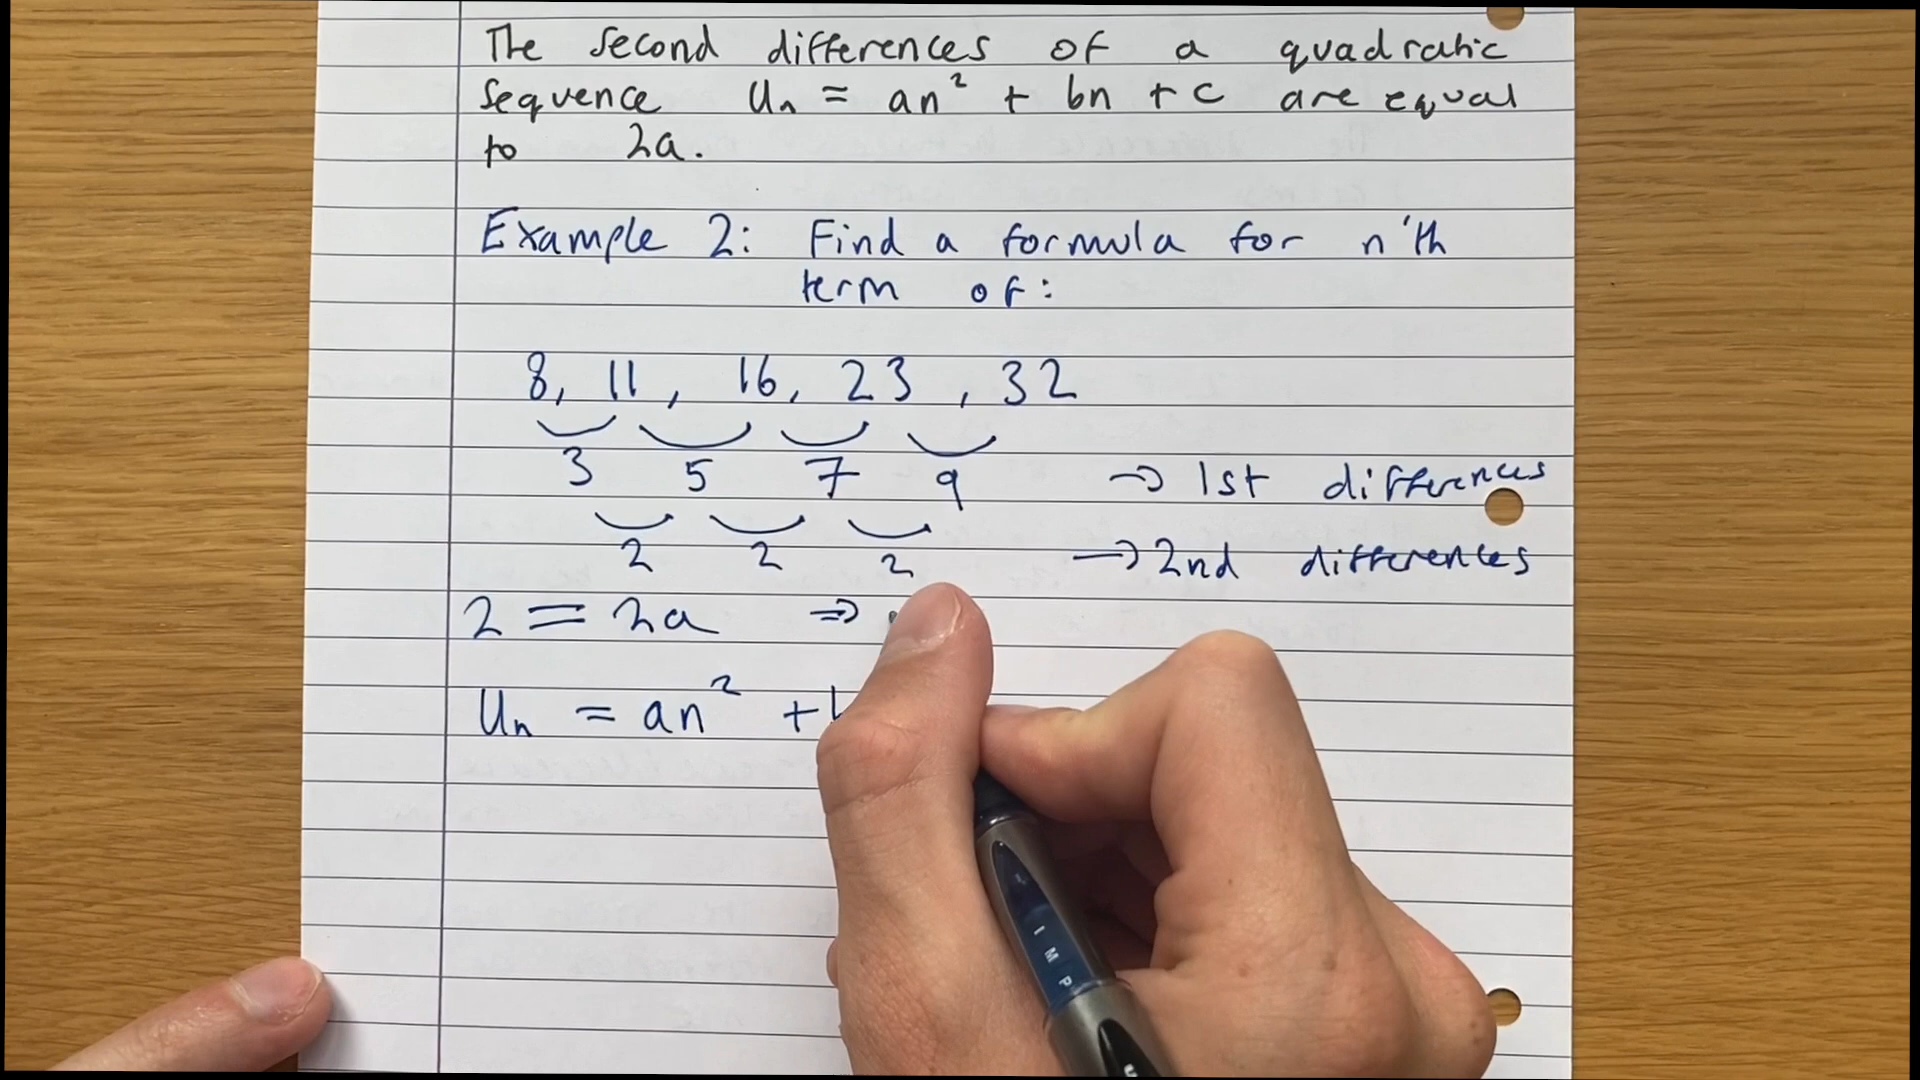 The second differences of a quadratic
sequence Un = an² + bn + c are equal
to 2a.
Example 2: Find a formula for n'th
term of:
8, 11, 16, 23, 32
3 5 7 9 → 1st differences
2 2 2 → 2nd differences
2 = 2a ⇒
Un = an² +
IMP